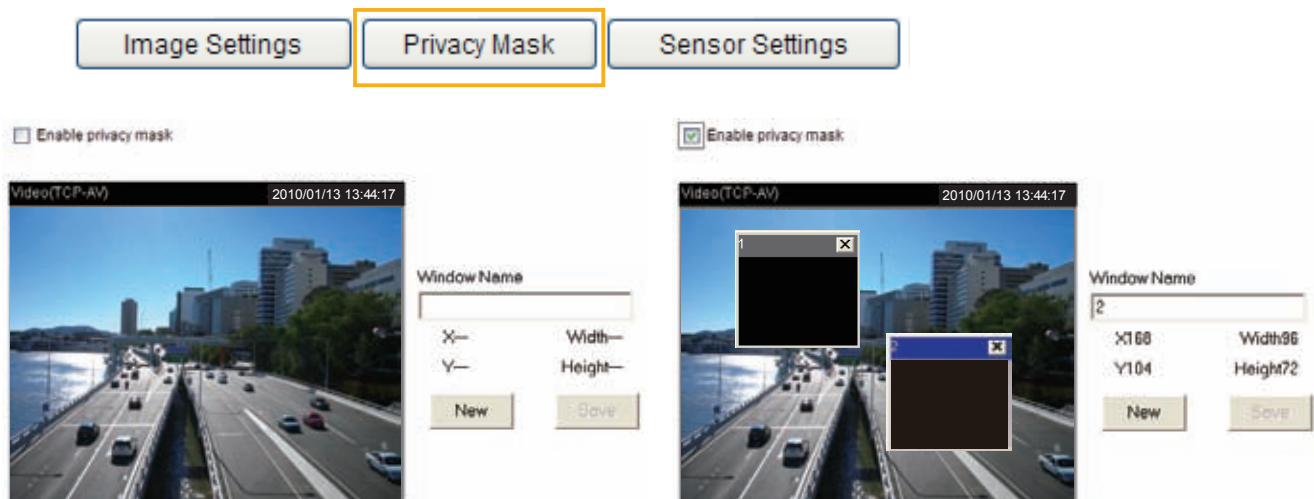 Image Settings
Privacy Mask
Sensor Settings
Enable privacy mask
Video(TCP-AV) 2010/01/13 13:44:17
Window Name
X— Width—
Y— Height—
New Save
Enable privacy mask
Video(TCP-AV) 2010/01/13 13:44:17
1
2
Window Name
2
X168 Width96
Y104 Height72
New Save